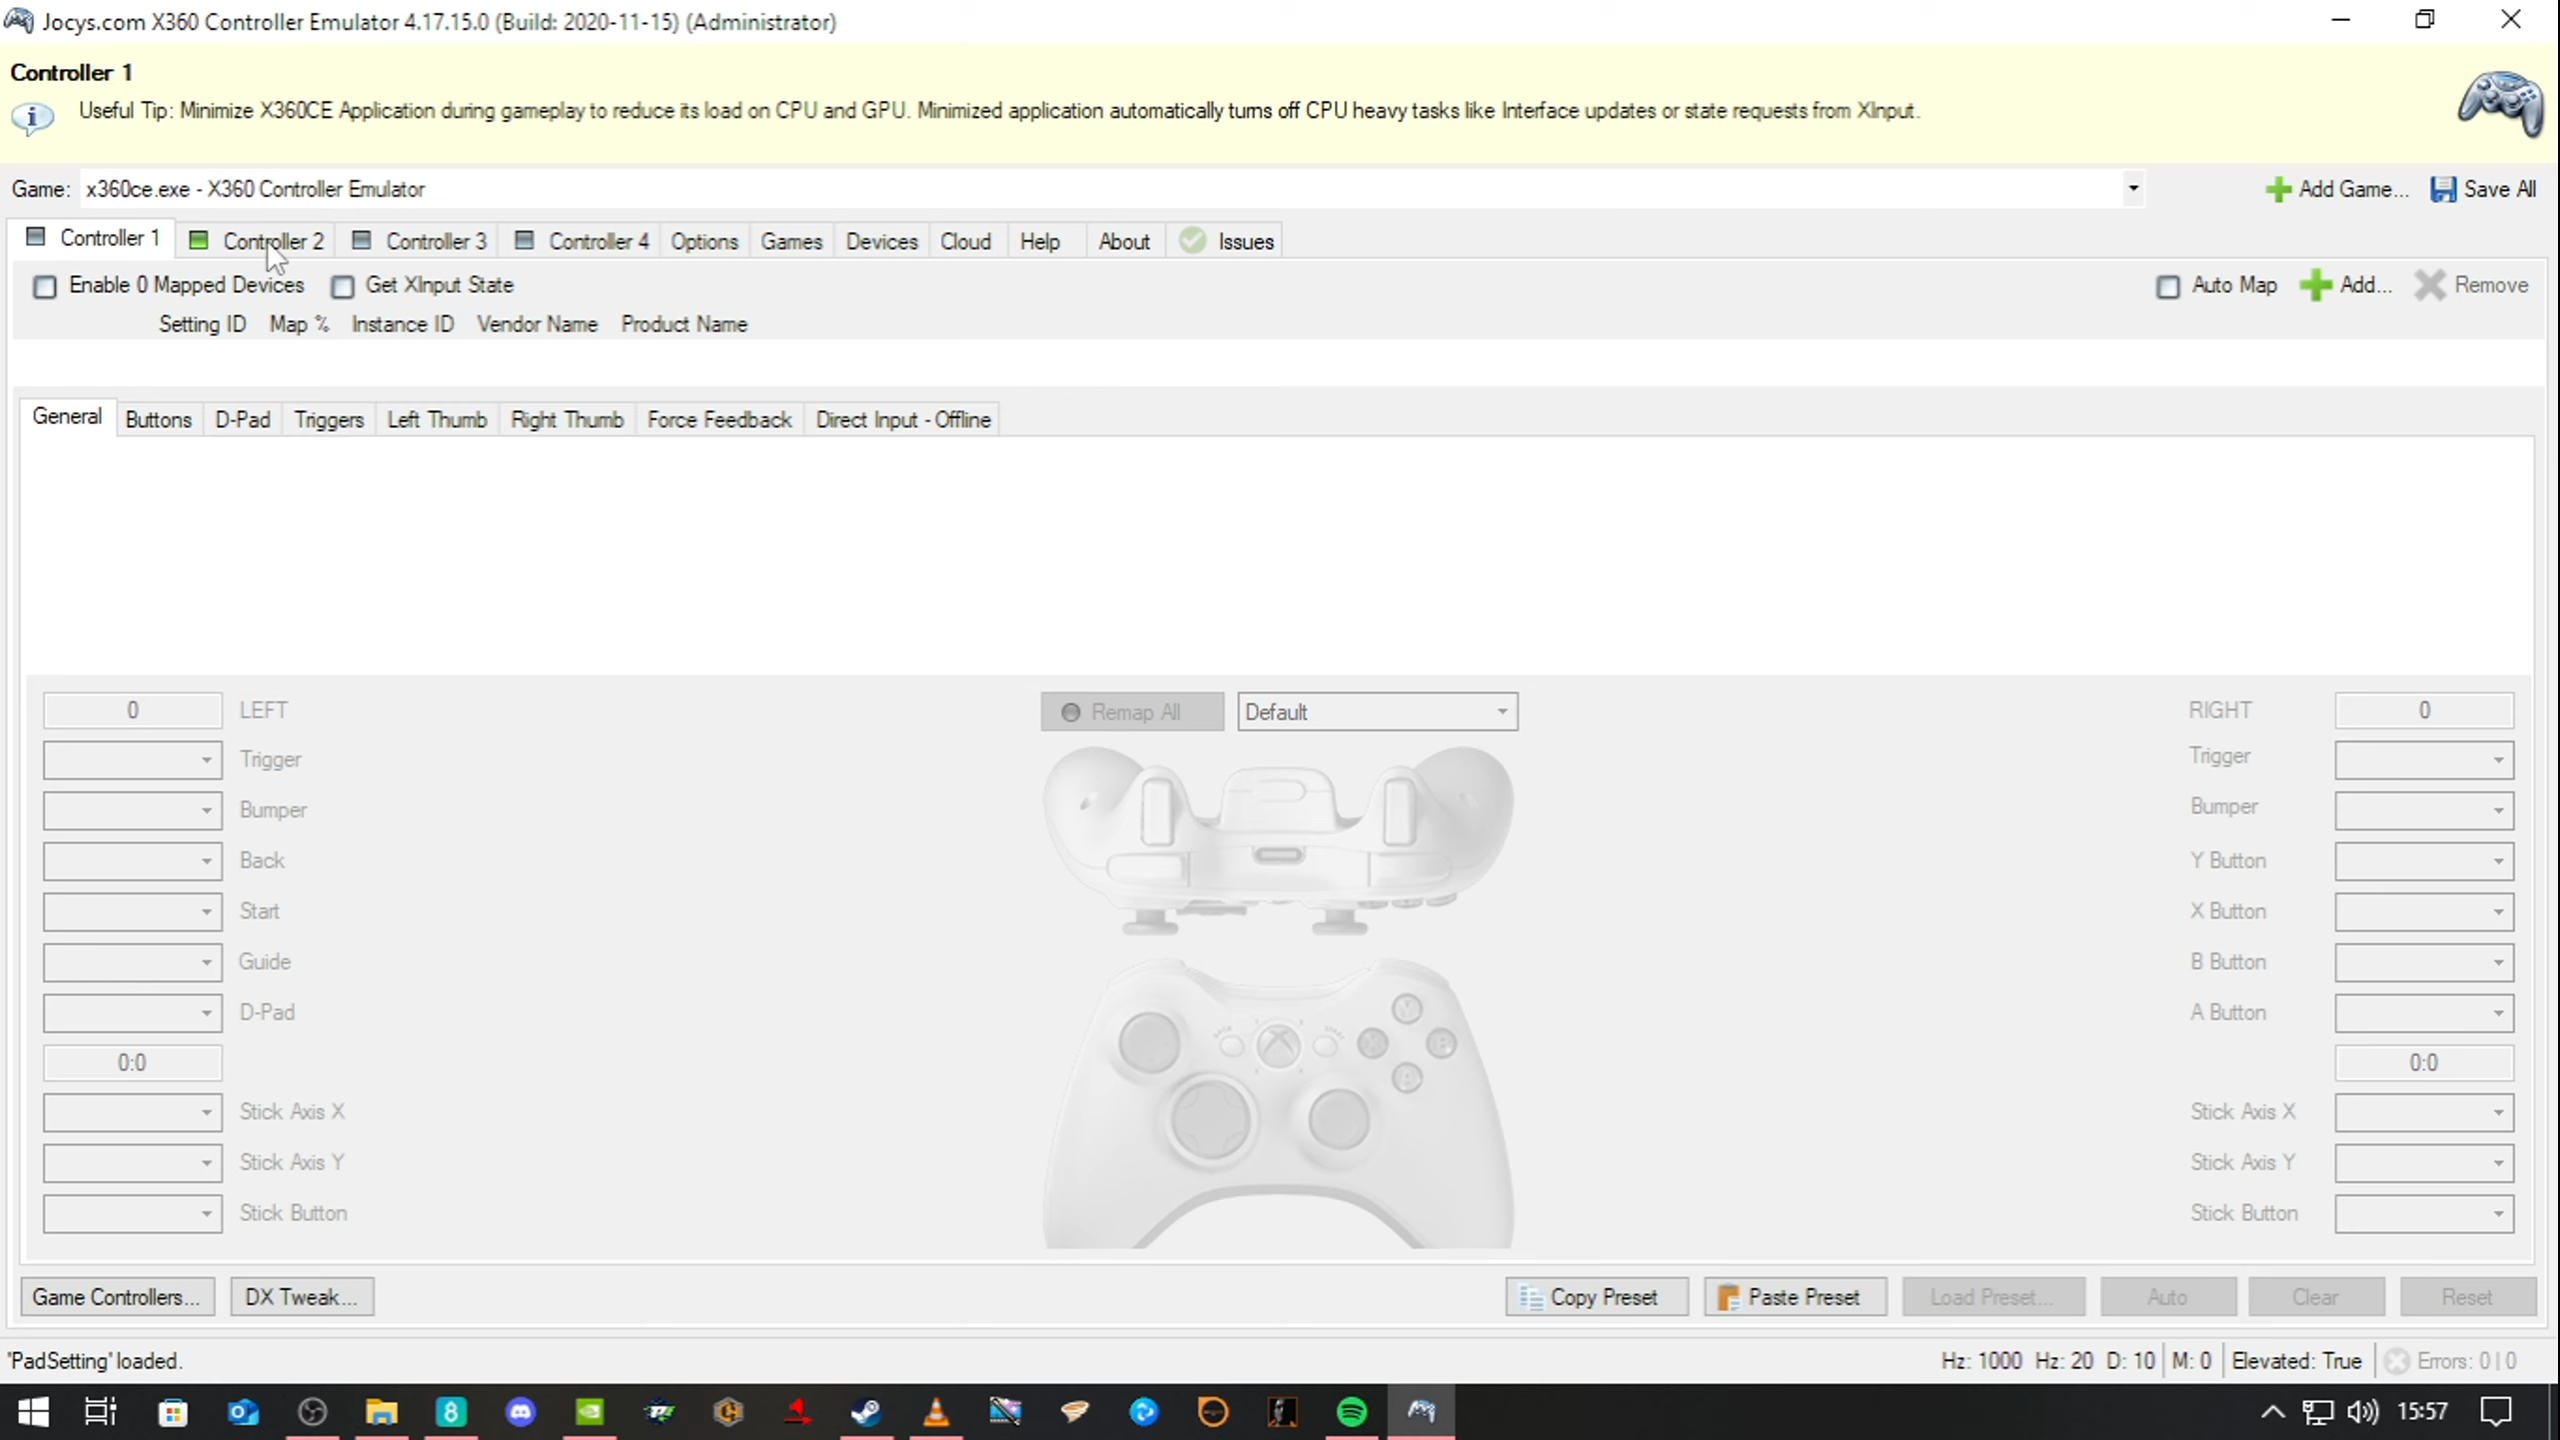 Jocys.com X360 Controller Emulator 4.17.15.0 (Build: 2020-11-15) (Administrator)
Controller 1
Useful Tip: Minimize X360CE Application during gameplay to reduce its load on CPU and GPU. Minimized application automatically turns off CPU heavy tasks like Interface updates or state requests from XInput.
Game: x360ce.exe - X360 Controller Emulator Add Game... Save All
Controller 1 Controller 2 Controller 3 Controller 4 Options Games Devices Cloud Help About Issues
Enable 0 Mapped Devices Get XInput State Auto Map Add... Remove
Setting ID Map % Instance ID Vendor Name Product Name
General Buttons D-Pad Triggers Left Thumb Right Thumb Force Feedback Direct Input - Offline
0 LEFT Remap All Default RIGHT 0
Trigger Trigger
Bumper Bumper
Back Y Button
Start X Button
Guide B Button
D-Pad A Button
0:0 0:0
Stick Axis X Stick Axis X
Stick Axis Y Stick Axis Y
Stick Button Stick Button
Game Controllers... DX Tweak... Copy Preset Paste Preset Load Preset... Auto Clear Reset
'PadSetting' loaded. Hz: 1000 Hz: 20 D: 10 M: 0 Elevated: True Errors: 0 | 0
15:57